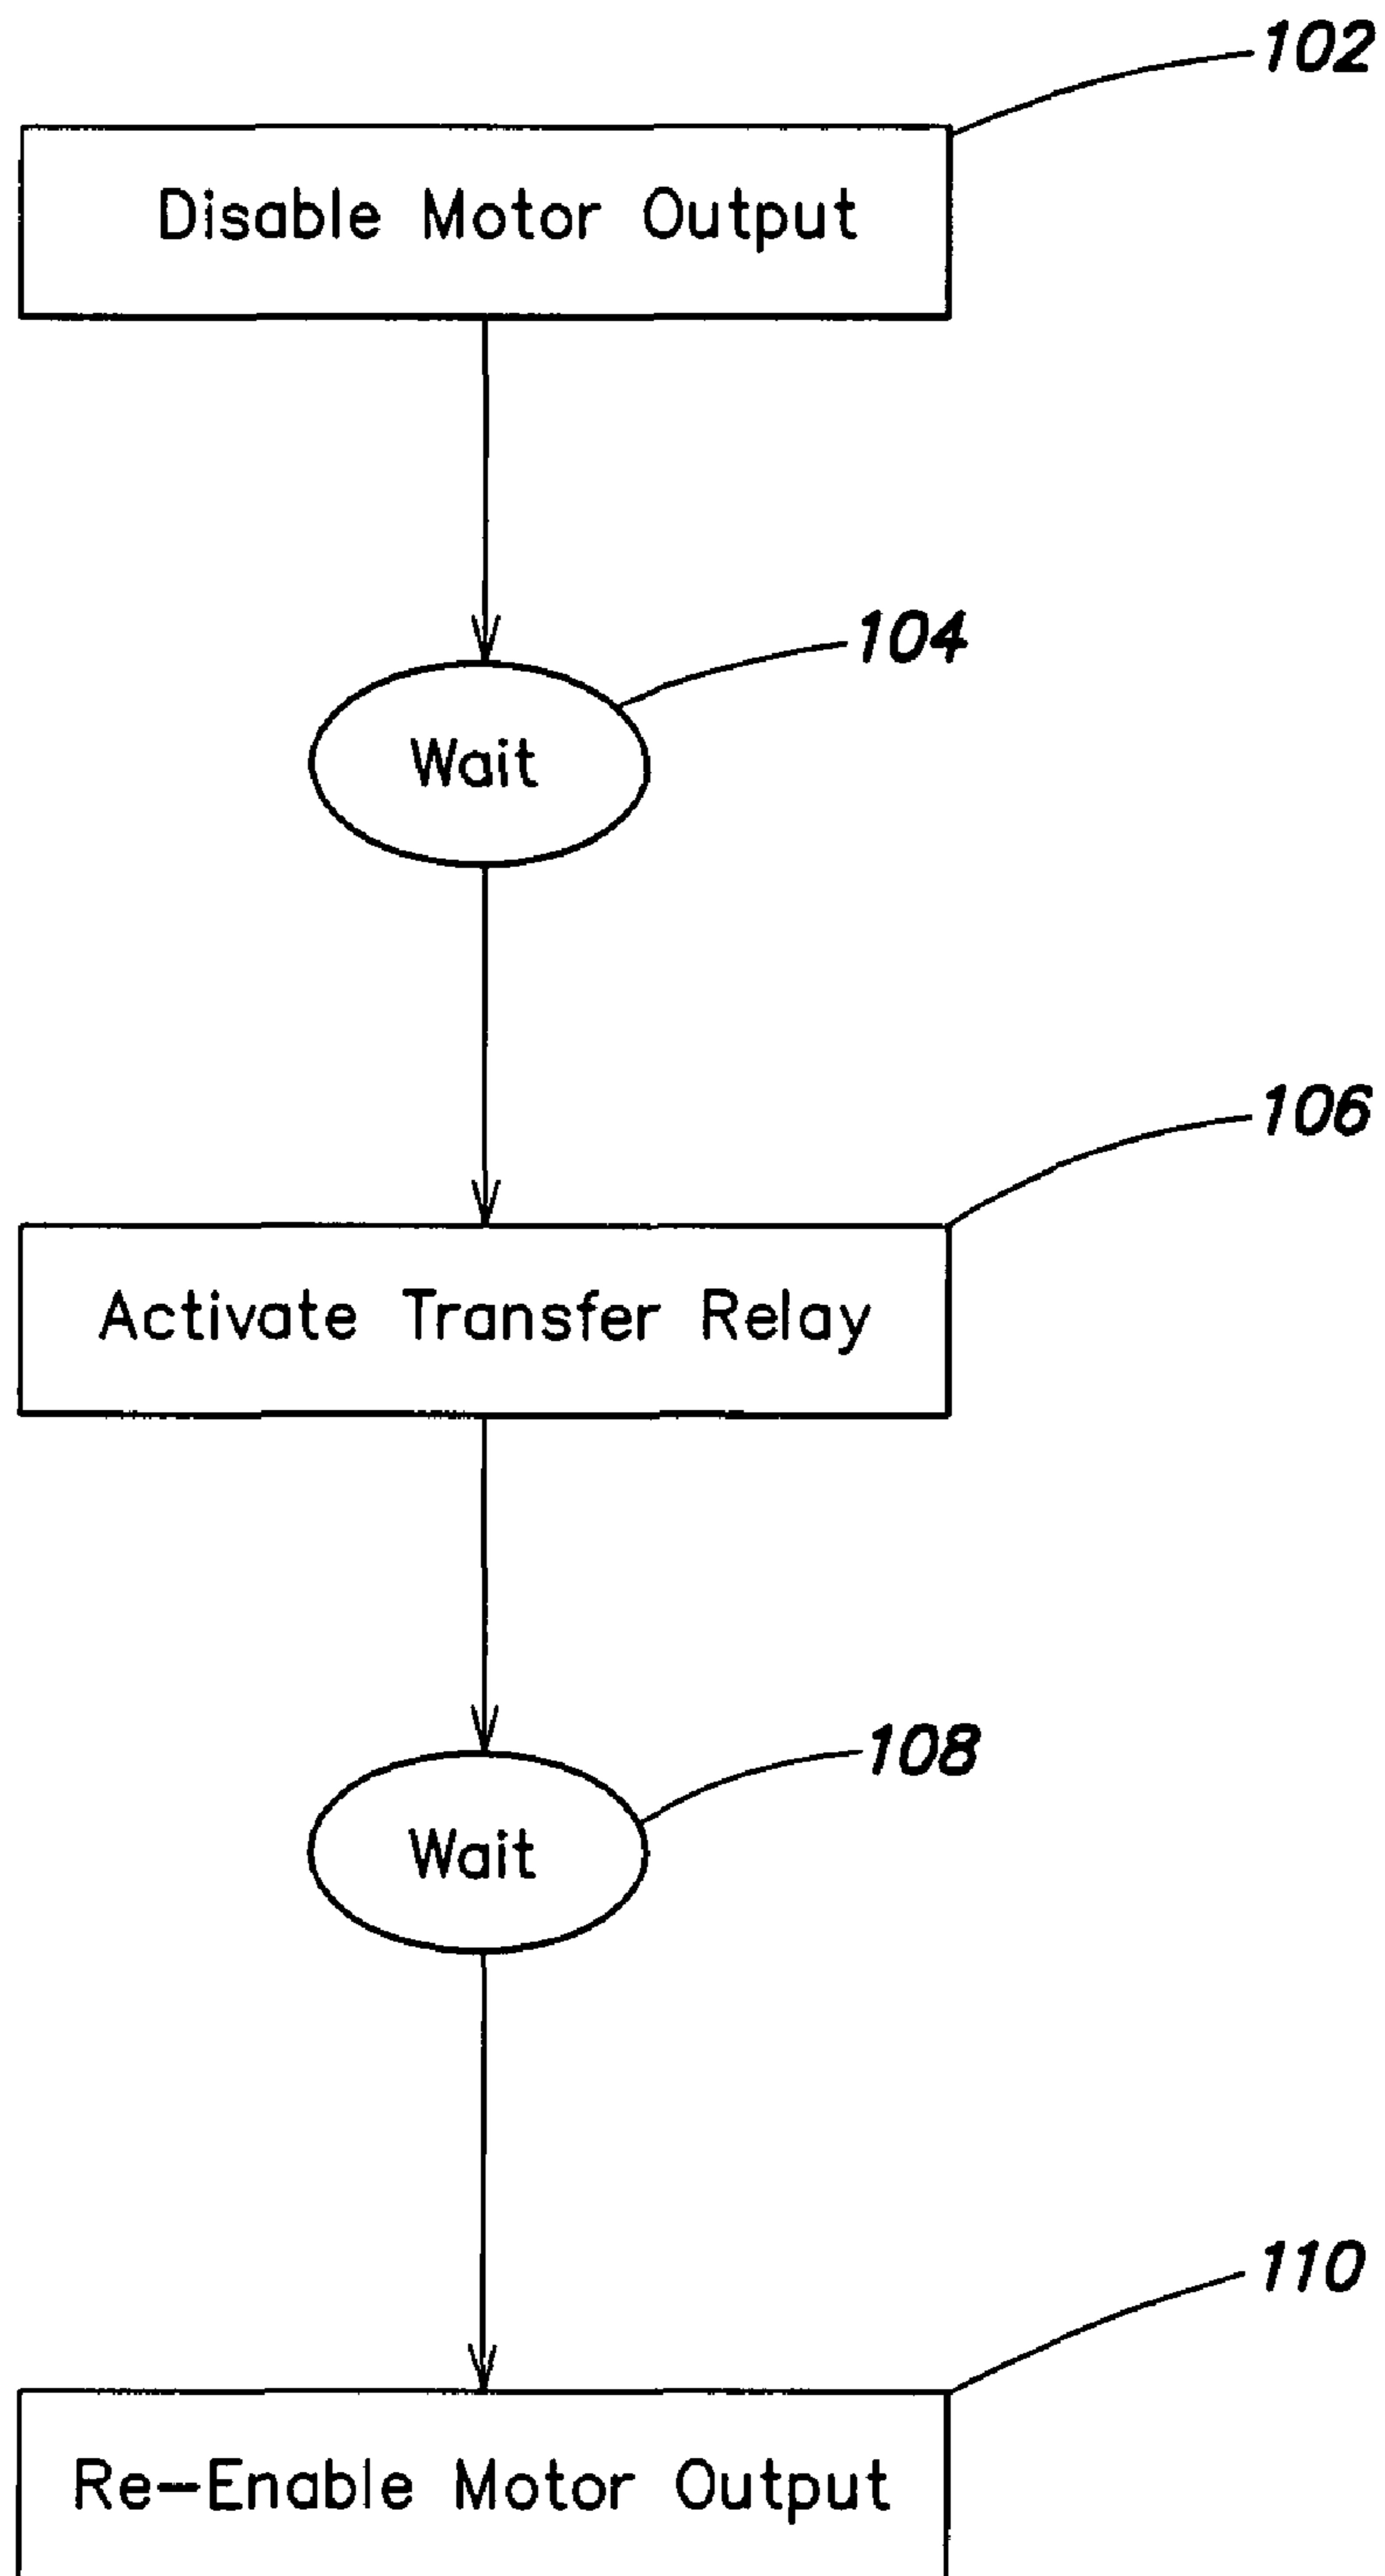 102
Disable Motor Output
104
Wait
106
Activate Transfer Relay
108
Wait
110
Re-Enable Motor Output